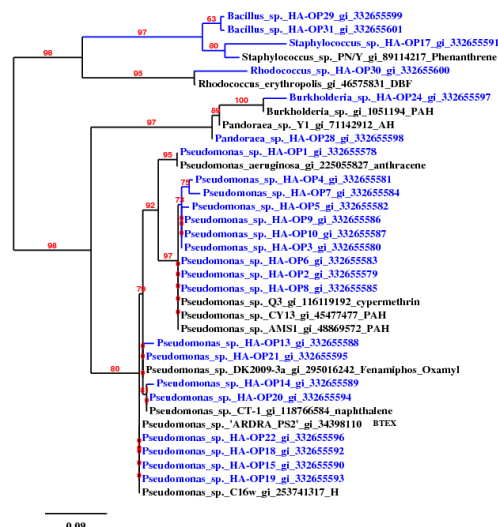 63
Bacillus_sp._HA-OP29_gi_332655599
97
Bacillus_sp._HA-OP31_gi_332655601
80
Staphylococcus_sp._HA-OP17_gi_332655591
98
Staphylococcus_sp._PN/Y_gi_89114217_Phenanthrene
95
Rhodococcus_sp._HA-OP30_gi_332655600
Rhodococcus_erythropolis_gi_46575831_DBF
100
Burkholderia_sp._HA-OP24_gi_332655597
89
Burkholderia_sp._gi_1051194_PAH
97
Pandoraea_sp._Y1_gi_71142912_AH
Pandoraea_sp._HA-OP28_gi_332655598
95
Pseudomonas_sp._HA-OP1_gi_332655578
Pseudomonas_aeruginosa_gi_225055827_anthracene
75
Pseudomonas_sp._HA-OP4_gi_332655581
Pseudomonas_sp._HA-OP7_gi_332655584
92
73
Pseudomonas_sp._HA-OP5_gi_332655582
Pseudomonas_sp._HA-OP9_gi_332655586
Pseudomonas_sp._HA-OP10_gi_332655587
98
Pseudomonas_sp._HA-OP3_gi_332655580
97
Pseudomonas_sp._HA-OP6_gi_332655583
Pseudomonas_sp._HA-OP2_gi_332655579
Pseudomonas_sp._HA-OP8_gi_332655585
Pseudomonas_sp._Q3_gi_116119192_cypermethrin
Pseudomonas_sp._CY13_gi_45477477_PAH
Pseudomonas_sp._AMS1_gi_48869572_PAH
Pseudomonas_sp._HA-OP13_gi_332655588
Pseudomonas_sp._HA-OP21_gi_332655595
80
Pseudomonas_sp._DK2009-3a_gi_295016242_Fenamiphos_Oxamyl
Pseudomonas_sp._HA-OP14_gi_332655589
Pseudomonas_sp._HA-OP20_gi_332655594
Pseudomonas_sp._CT-1_gi_118766584_naphthalene
Pseudomonas_sp._'ARDRA_PS2'_gi_34398110 BTEX
Pseudomonas_sp._HA-OP22_gi_332655596
Pseudomonas_sp._HA-OP18_gi_332655592
Pseudomonas_sp._HA-OP15_gi_332655590
Pseudomonas_sp._HA-OP19_gi_332655593
Pseudomonas_sp._C16w_gi_253741317_H
0.09